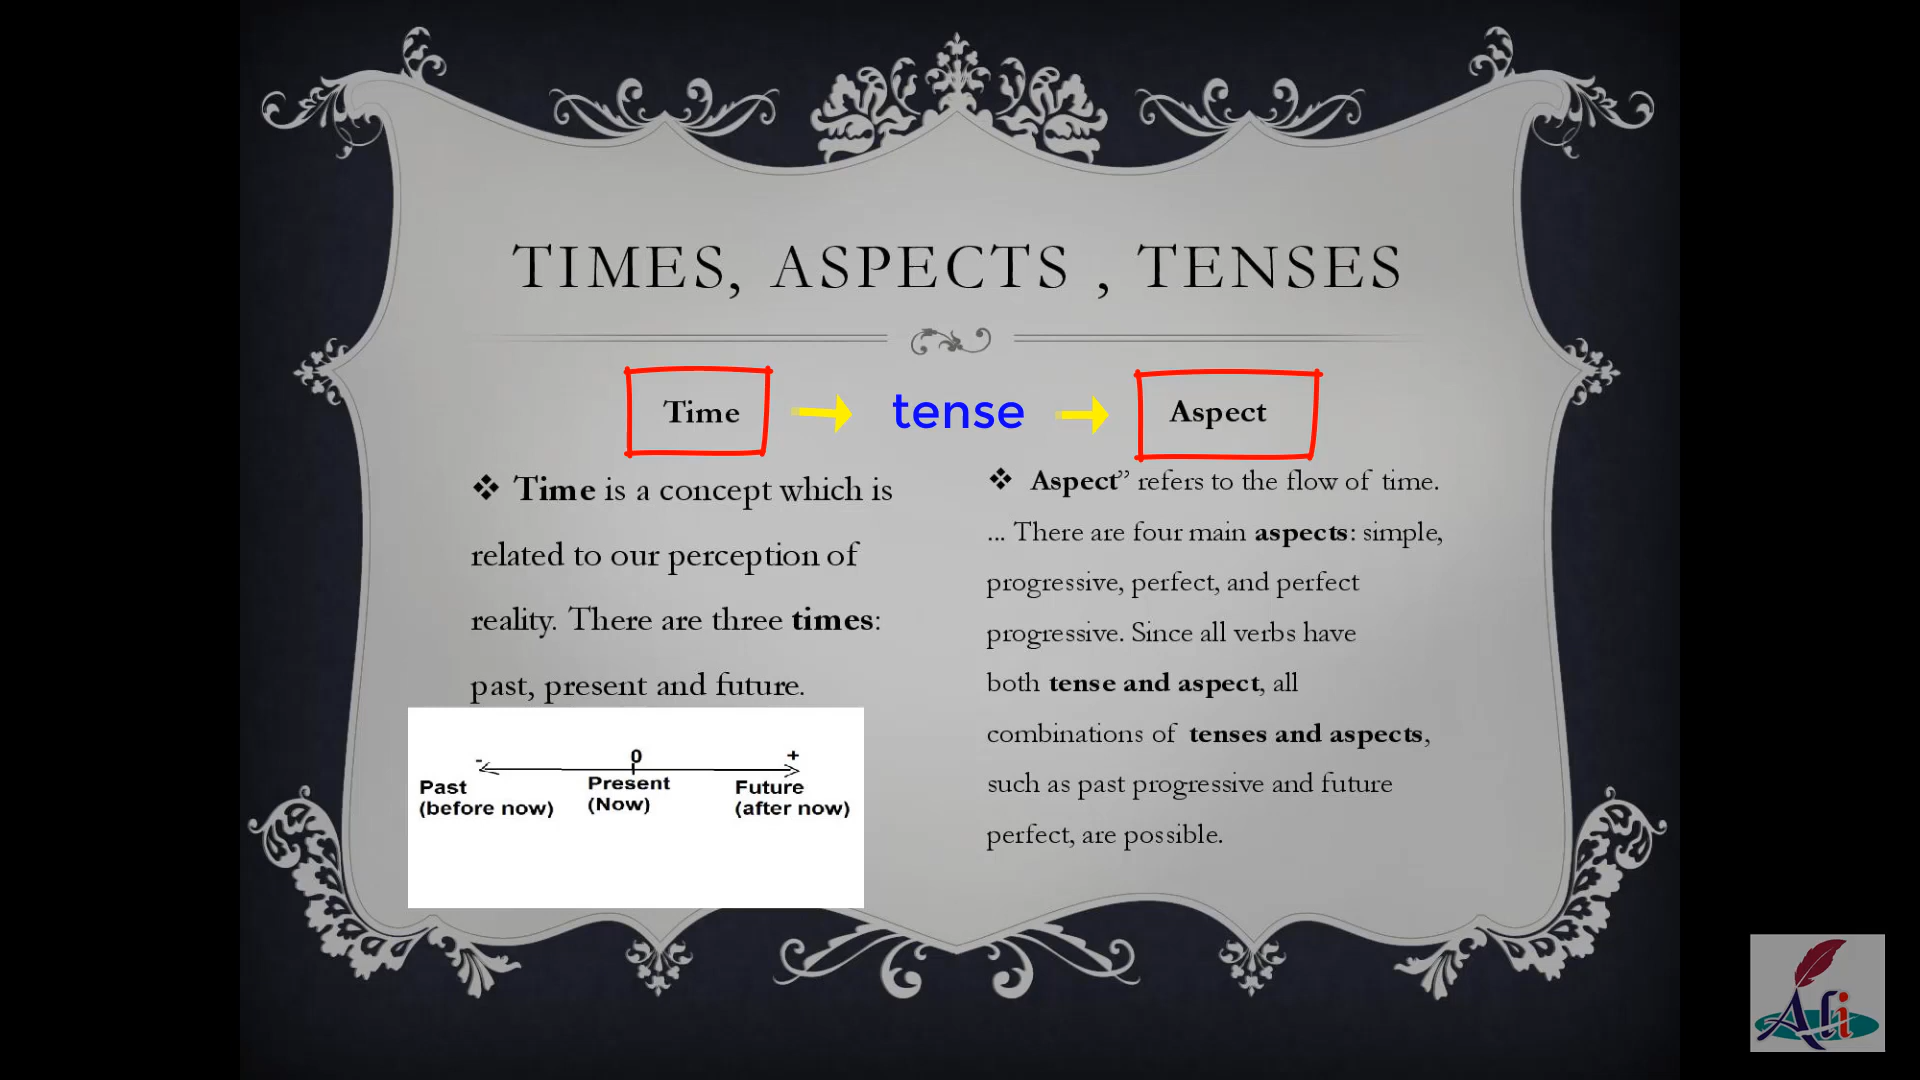 TIMES, ASPECTS , TENSES
Time
tense
Aspect
❖ Time is a concept which is
related to our perception of
reality. There are three times:
past, present and future.
- 0 +
Past Present Future
(before now) (Now) (after now)
❖ Aspect” refers to the flow of time.
... There are four main aspects: simple,
progressive, perfect, and perfect
progressive. Since all verbs have
both tense and aspect, all
combinations of tenses and aspects,
such as past progressive and future
perfect, are possible.
Ali